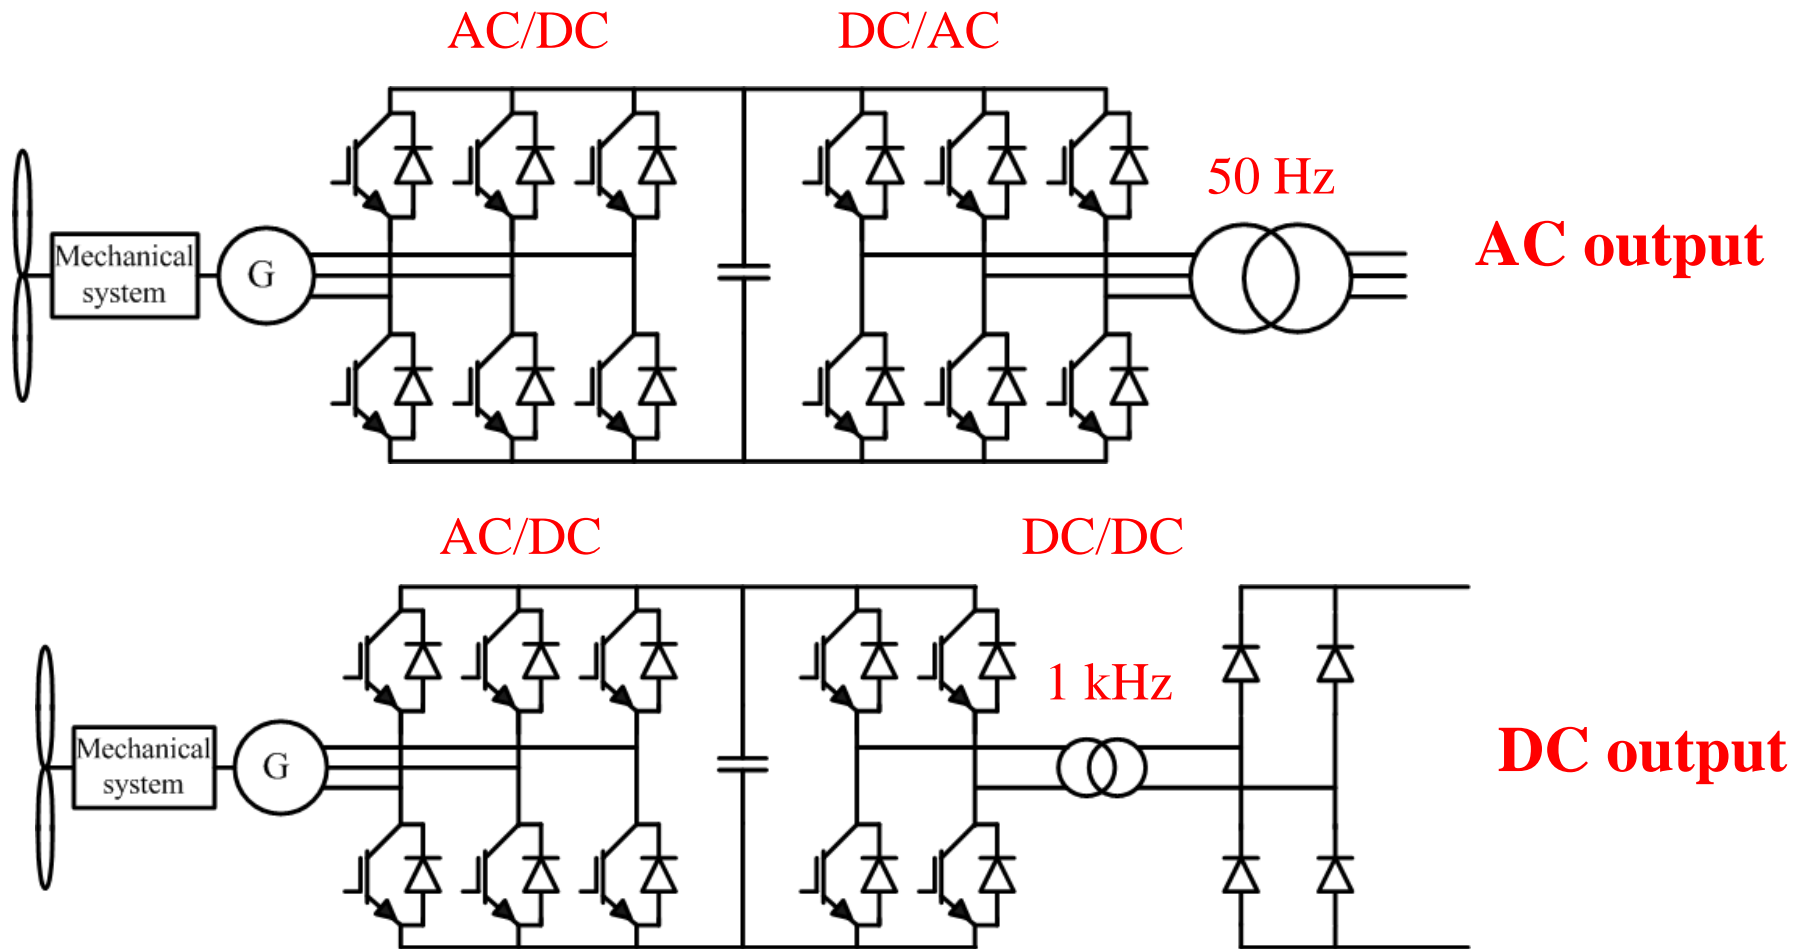 AC/DC
DC/AC
50 Hz
AC output
Mechanical
system
G
AC/DC
DC/DC
1 kHz
DC output
Mechanical
system
G